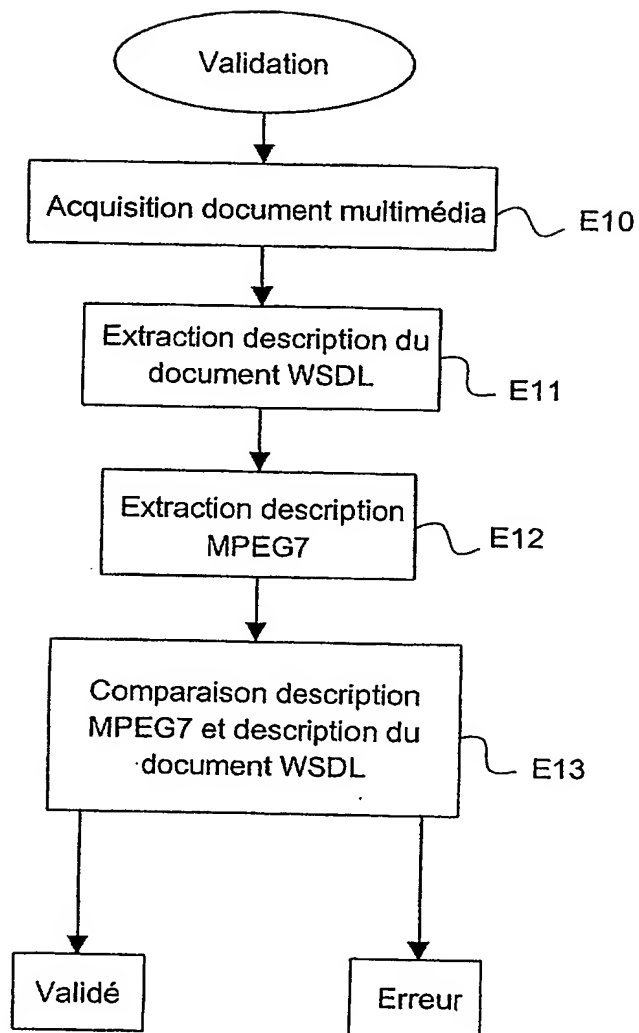 Validation
Acquisition document multimédia
E10
Extraction description du
document WSDL
E11
Extraction description
MPEG7
E12
Comparaison description
MPEG7 et description du
document WSDL
E13
Validé
Erreur